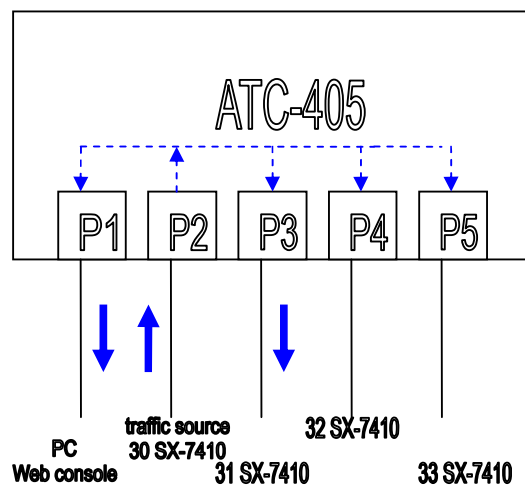 ATC-405
P1 P2 P3 P4 P5
traffic source
30 SX-7410
32 SX-7410
PC
Web console
31 SX-7410
33 SX-7410